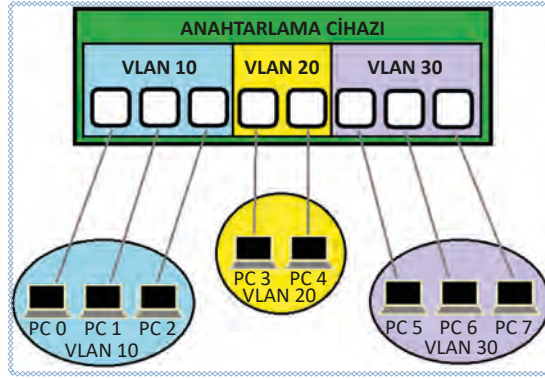 ANAHTARLAMA CİHAZI
VLAN 10 VLAN 20 VLAN 30
PC 3 PC 4
VLAN 20
PC 0 PC 1 PC 2
VLAN 10
PC 5 PC 6 PC 7
VLAN 30